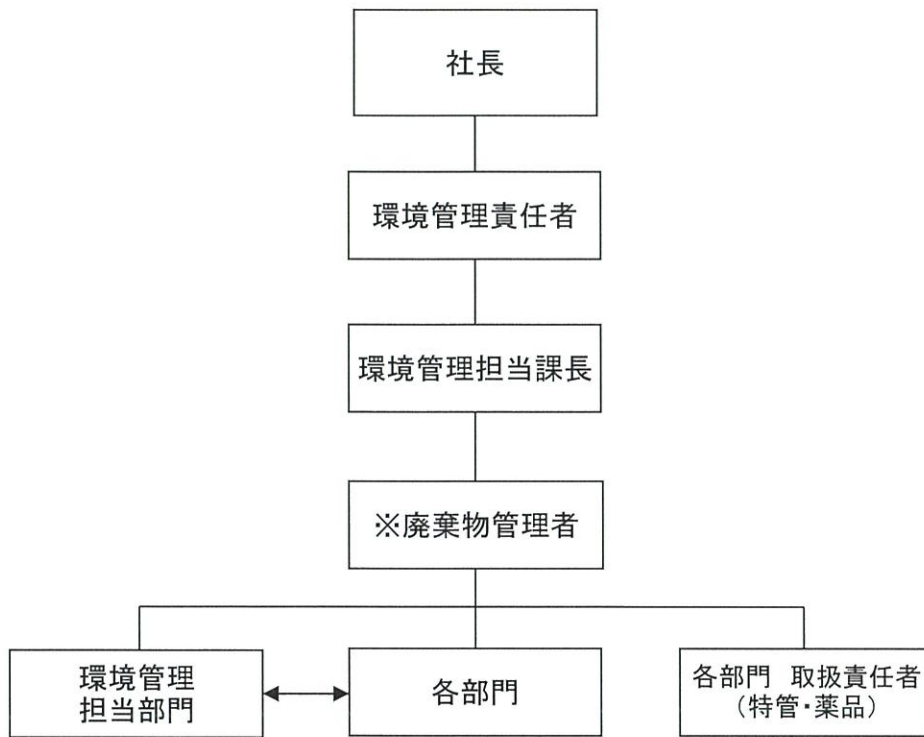 社長
環境管理責任者
環境管理担当課長
※廃棄物管理者
環境管理
担当部門
各部門
各部門 取扱責任者
（特管・薬品）